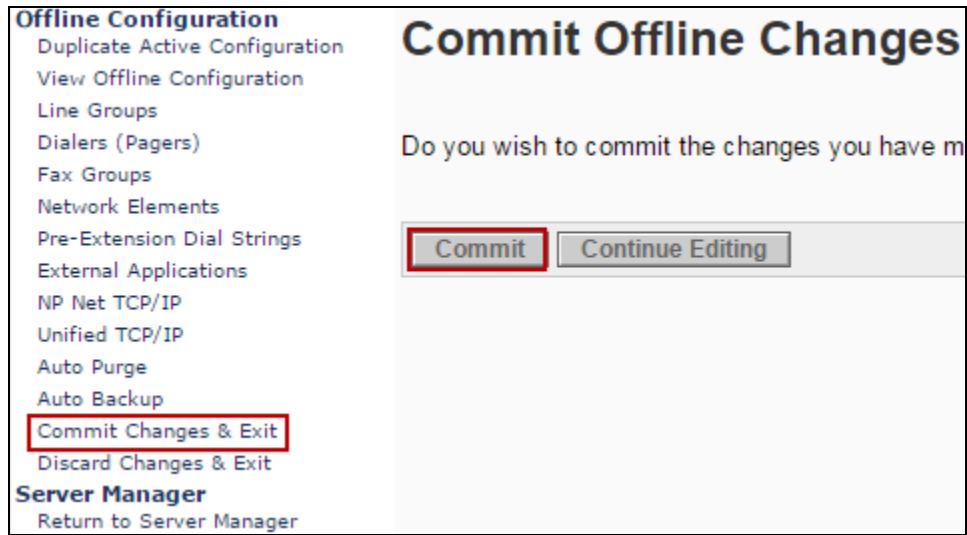 Offline Configuration
Duplicate Active Configuration
View Offline Configuration
Line Groups
Dialers (Pagers)
Fax Groups
Network Elements
Pre-Extension Dial Strings
External Applications
NP Net TCP/IP
Unified TCP/IP
Auto Purge
Auto Backup
Commit Changes & Exit
Discard Changes & Exit
Server Manager
Return to Server Manager
Commit Offline Changes
Do you wish to commit the changes you have m
Commit
Continue Editing